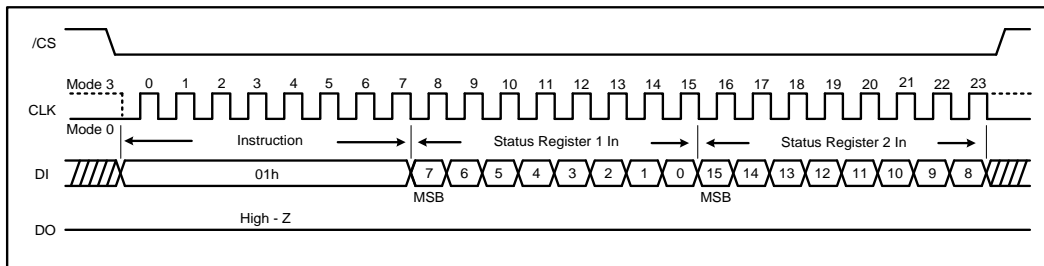 /CS
Mode 3 0 1 2 3 4 5 6 7 8 9 10 11 12 13 14 15 16 17 18 19 20 21 22 23
CLK
Mode 0
Instruction Status Register 1 In Status Register 2 In
DI 01h 7 6 5 4 3 2 1 0 15 14 13 12 11 10 9 8
MSB MSB
High - Z
DO